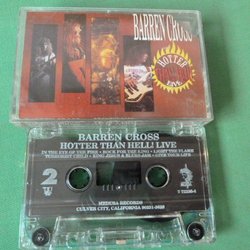 BARREN CROSS
HOTTER
THAN HELL!
LIVE
BARREN CROSS
HOTTER THAN HELL! LIVE
IN THE EYE OF THE FIRE • ROCK FOR THE KING • LIGHT THE FLAME
TERRORIST CHILD • KING JESUS & BLUES JAM • GIVE YOUR LIFE
2
MEDUSA RECORDS
CULVER CITY, CALIFORNIA